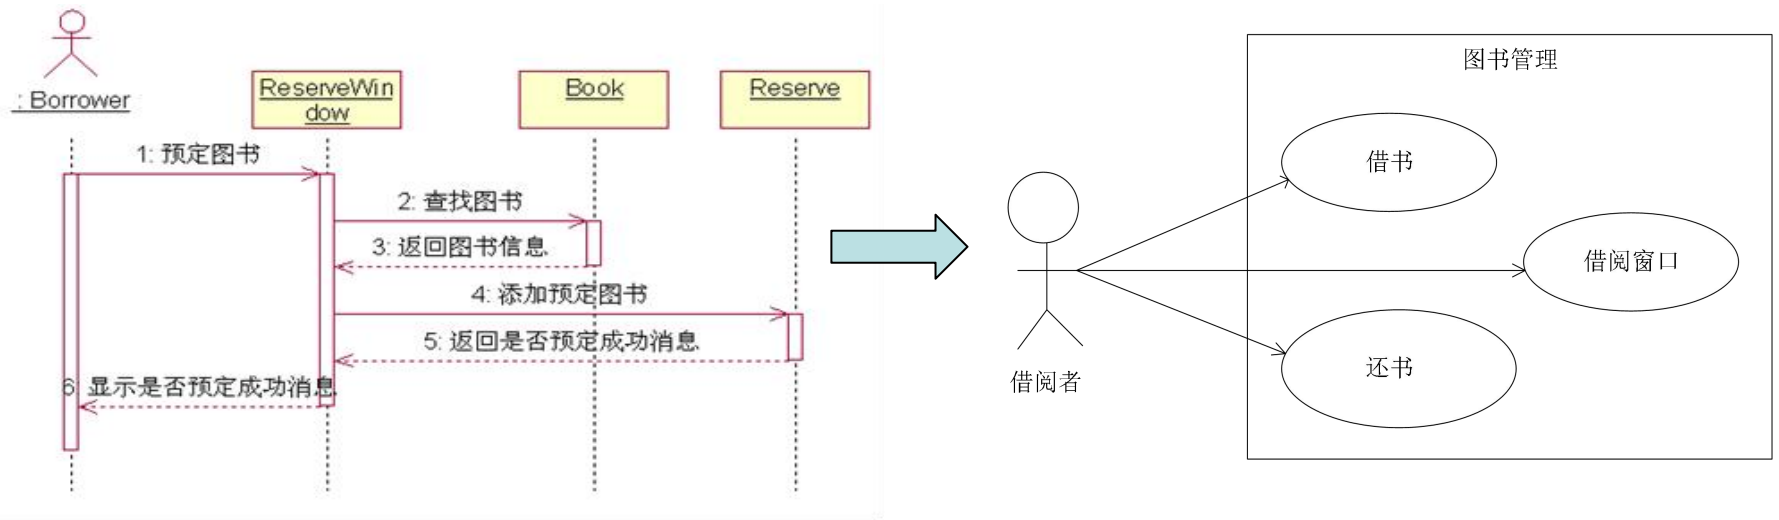 : Borrower
ReserveWin
dow
Book
Reserve
1: 预定图书
2: 查找图书
3: 返回图书信息
4: 添加预定图书
5: 返回是否预定成功消息
6: 显示是否预定成功消息
图书管理
借书
借阅窗口
还书
借阅者